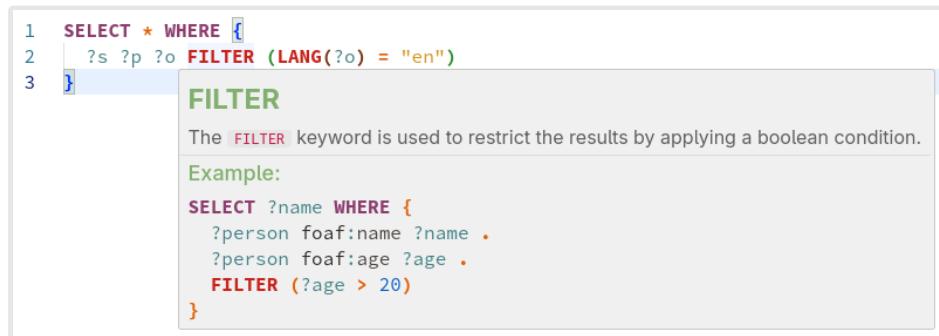 1 SELECT * WHERE {
2 ?s ?p ?o FILTER (LANG(?o) = "en")
3 }
FILTER
The FILTER keyword is used to restrict the results by applying a boolean condition.
Example:
SELECT ?name WHERE {
?person foaf:name ?name .
?person foaf:age ?age .
FILTER (?age > 20)
}